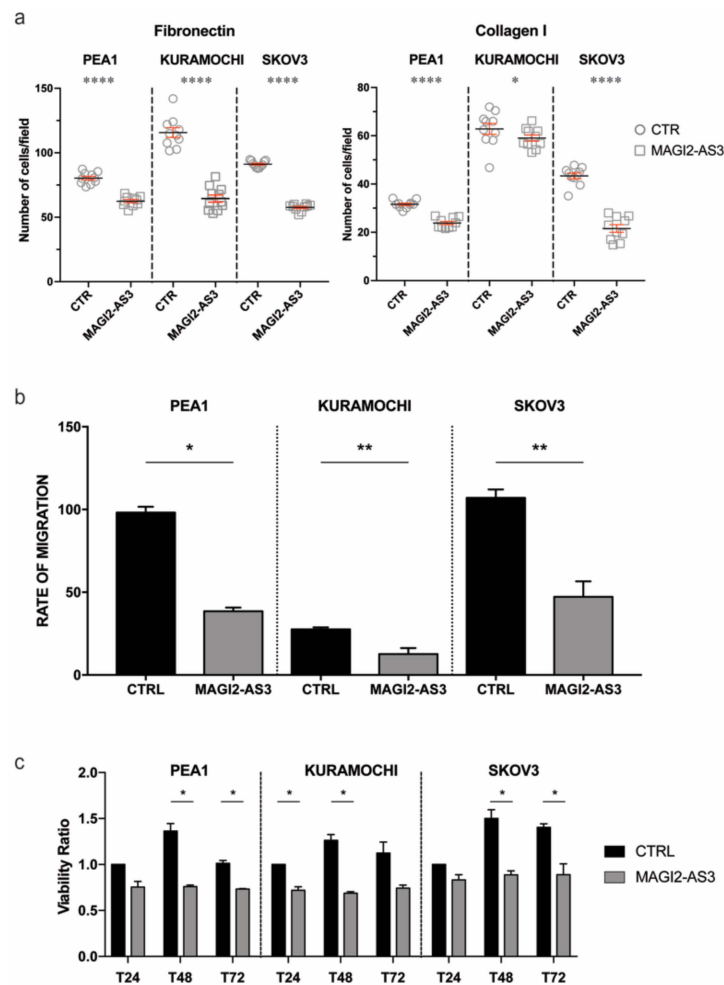 a
Fibronectin
PEA1 KURAMOCHI SKOV3
**** **** ****
Number of cells/field
150
100
50
0
CTR MAGI2-AS3 CTR MAGI2-AS3 CTR MAGI2-AS3
Collagen I
PEA1 KURAMOCHI SKOV3
**** * ****
Number of cells/field
80
60
40
20
0
CTR MAGI2-AS3 CTR MAGI2-AS3 CTR MAGI2-AS3
CTR
MAGI2-AS3
b
PEA1 KURAMOCHI SKOV3
* ** **
RATE OF MIGRATION
150
100
50
0
CTRL MAGI2-AS3 CTRL MAGI2-AS3 CTRL MAGI2-AS3
c
PEA1 KURAMOCHI SKOV3
* * * * * *
Viability Ratio
2.0
1.5
1.0
0.5
0.0
T24 T48 T72 T24 T48 T72 T24 T48 T72
CTRL
MAGI2-AS3